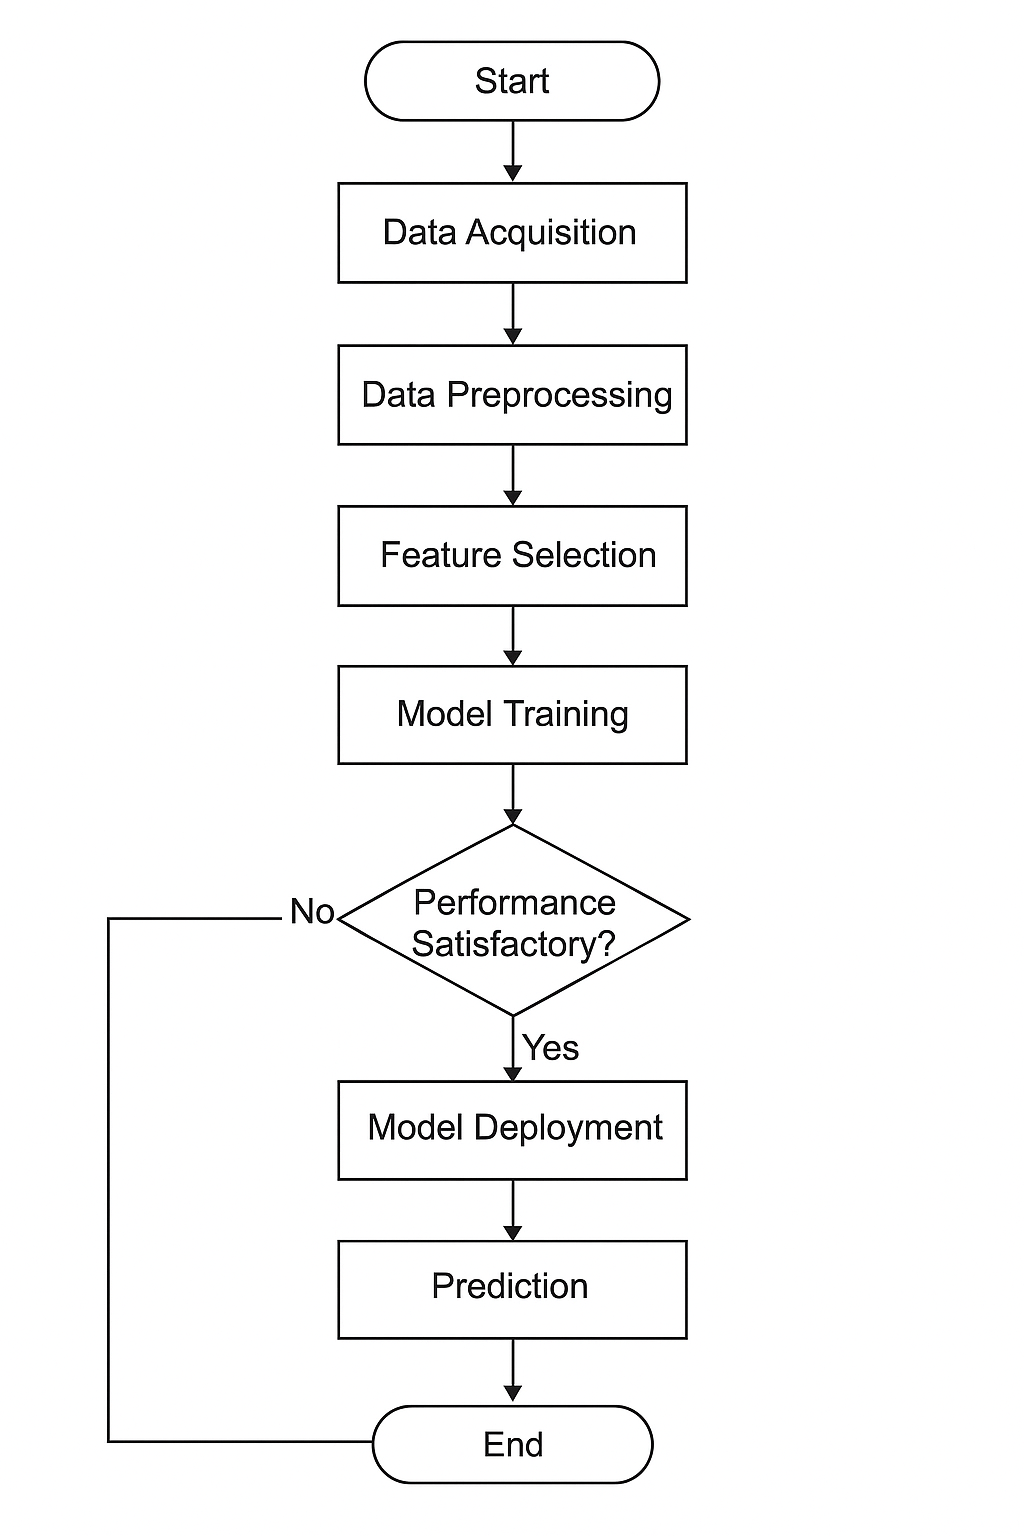 Start
Data Acquisition
Data Preprocessing
Feature Selection
Model Training
No
Performance
Satisfactory?
Yes
Model Deployment
Prediction
End